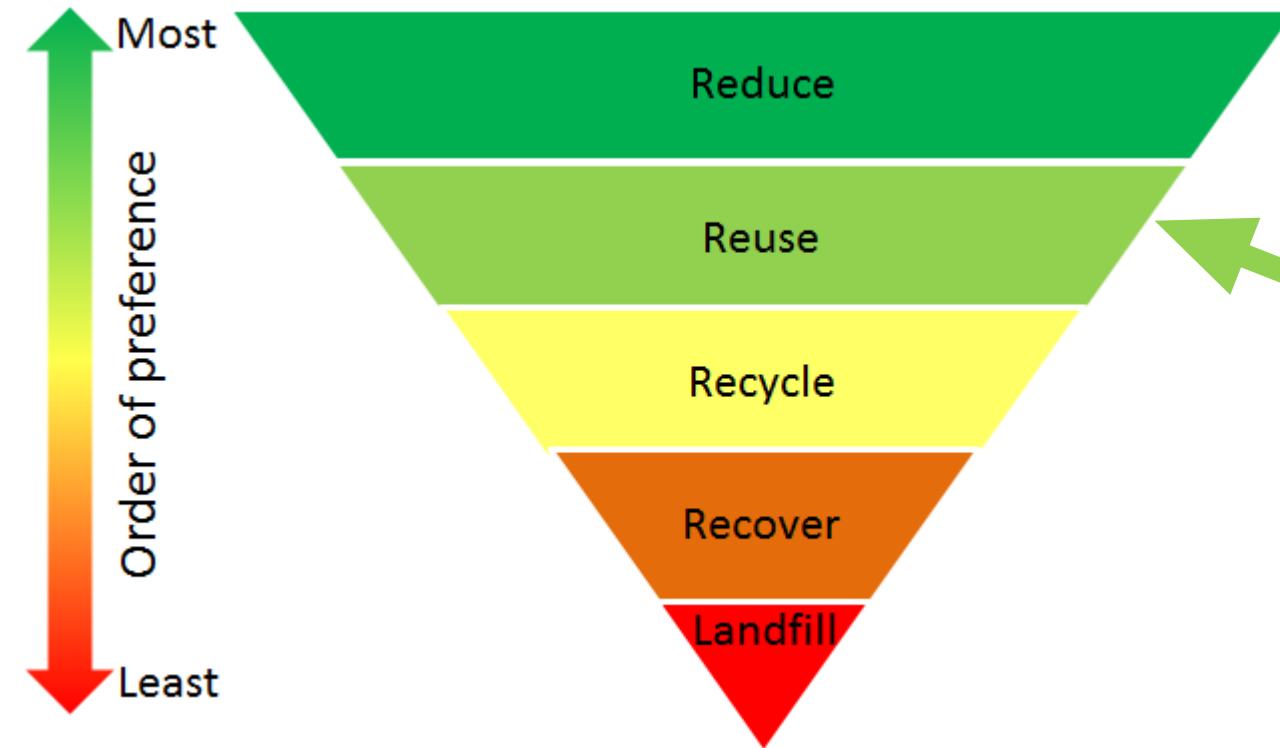 Most
Order of preference
Least
Reduce
Reuse
Recycle
Recover
Landfill